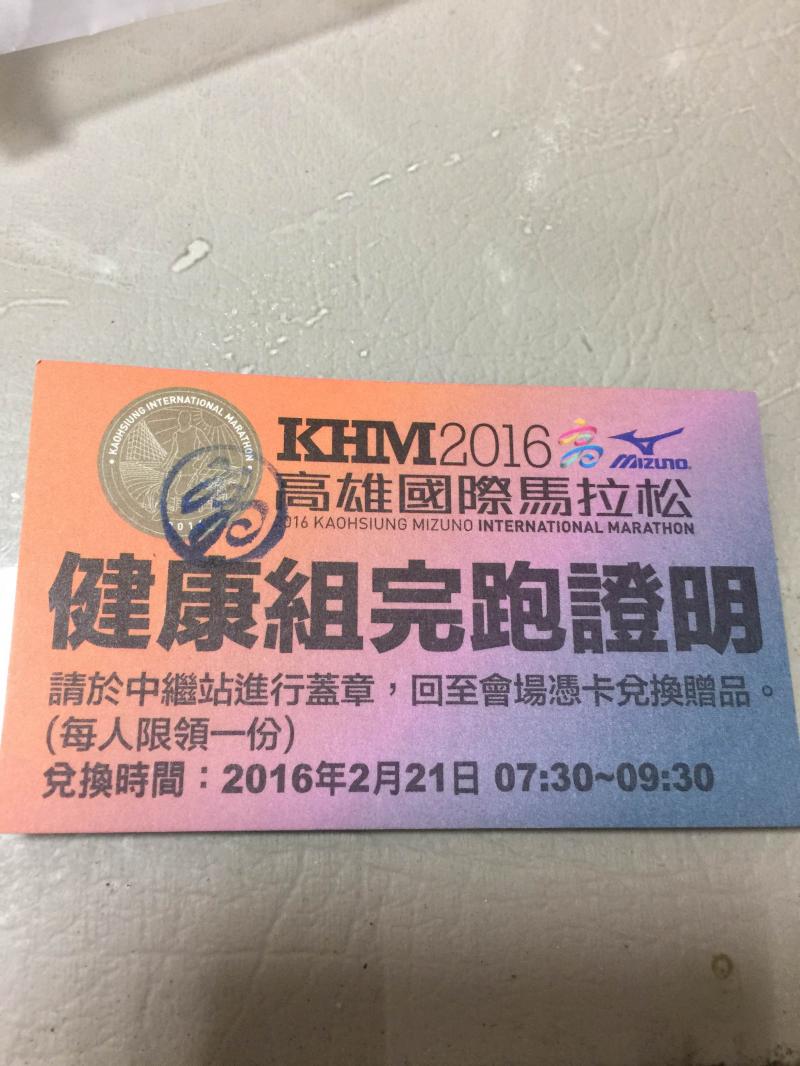 KAOHSIUNG INTERNATIONAL MARATHON
KHM2016 高 MIZUNO
高雄國際馬拉松
2016 KAOHSIUNG MIZUNO INTERNATIONAL MARATHON
健康組完跑證明
請於中繼站進行蓋章，回至會場憑卡兌換贈品。
(每人限領一份)
兌換時間：2016年2月21日 07:30~09:30